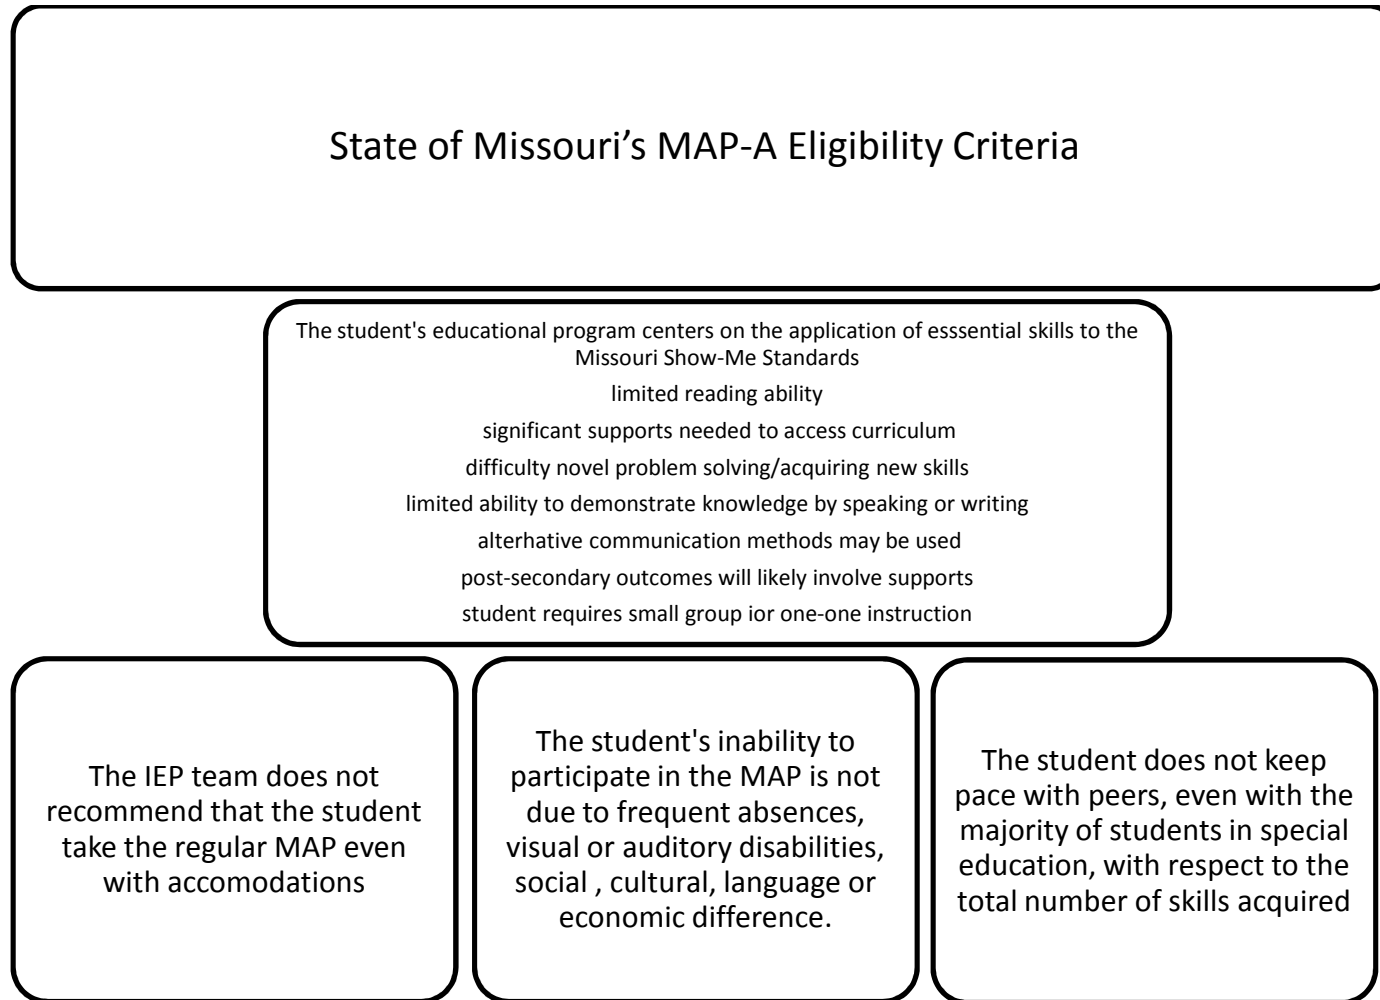 State of Missouri’s MAP-A Eligibility Criteria
The student's educational program centers on the application of esssential skills to the
Missouri Show-Me Standards
limited reading ability
significant supports needed to access curriculum
difficulty novel problem solving/acquiring new skills
limited ability to demonstrate knowledge by speaking or writing
alterhative communication methods may be used
post-secondary outcomes will likely involve supports
student requires small group ior one-one instruction
The IEP team does not
recommend that the student
take the regular MAP even
with accomodations
The student's inability to
participate in the MAP is not
due to frequent absences,
visual or auditory disabilities,
social , cultural, language or
economic difference.
The student does not keep
pace with peers, even with the
majority of students in special
education, with respect to the
total number of skills acquired